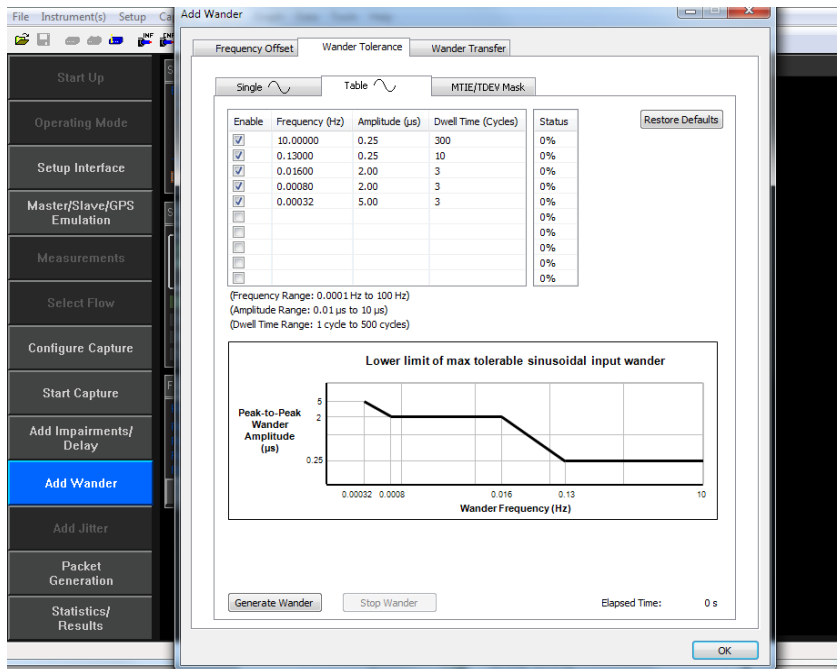 File Instrument(s) Setup
Add Wander
Start Up
Operating Mode
Setup Interface
Master/Slave/GPS
Emulation
Measurements
Select Flow
Configure Capture
Start Capture
Add Impairments/
Delay
Add Wander
Add Jitter
Packet
Generation
Statistics/
Results
Frequency Offset Wander Tolerance Wander Transfer
Single Table MTIE/TDEV Mask
Enable Frequency (Hz) Amplitude (µs) Dwell Time (Cycles) Status
10.00000 0.25 300 0%
0.13000 0.25 10 0%
0.01600 2.00 3 0%
0.00080 2.00 3 0%
0.00032 5.00 3 0%
0%
0%
0%
0%
0%
Restore Defaults
(Frequency Range: 0.0001 Hz to 100 Hz)
(Amplitude Range: 0.01 µs to 10 µs)
(Dwell Time Range: 1 cycle to 500 cycles)
Lower limit of max tolerable sinusoidal input wander
Peak-to-Peak
Wander
Amplitude
(µs)
5
2
0.25
0.00032 0.0008 0.016 0.13 10
Wander Frequency (Hz)
Generate Wander Stop Wander Elapsed Time: 0 s
OK